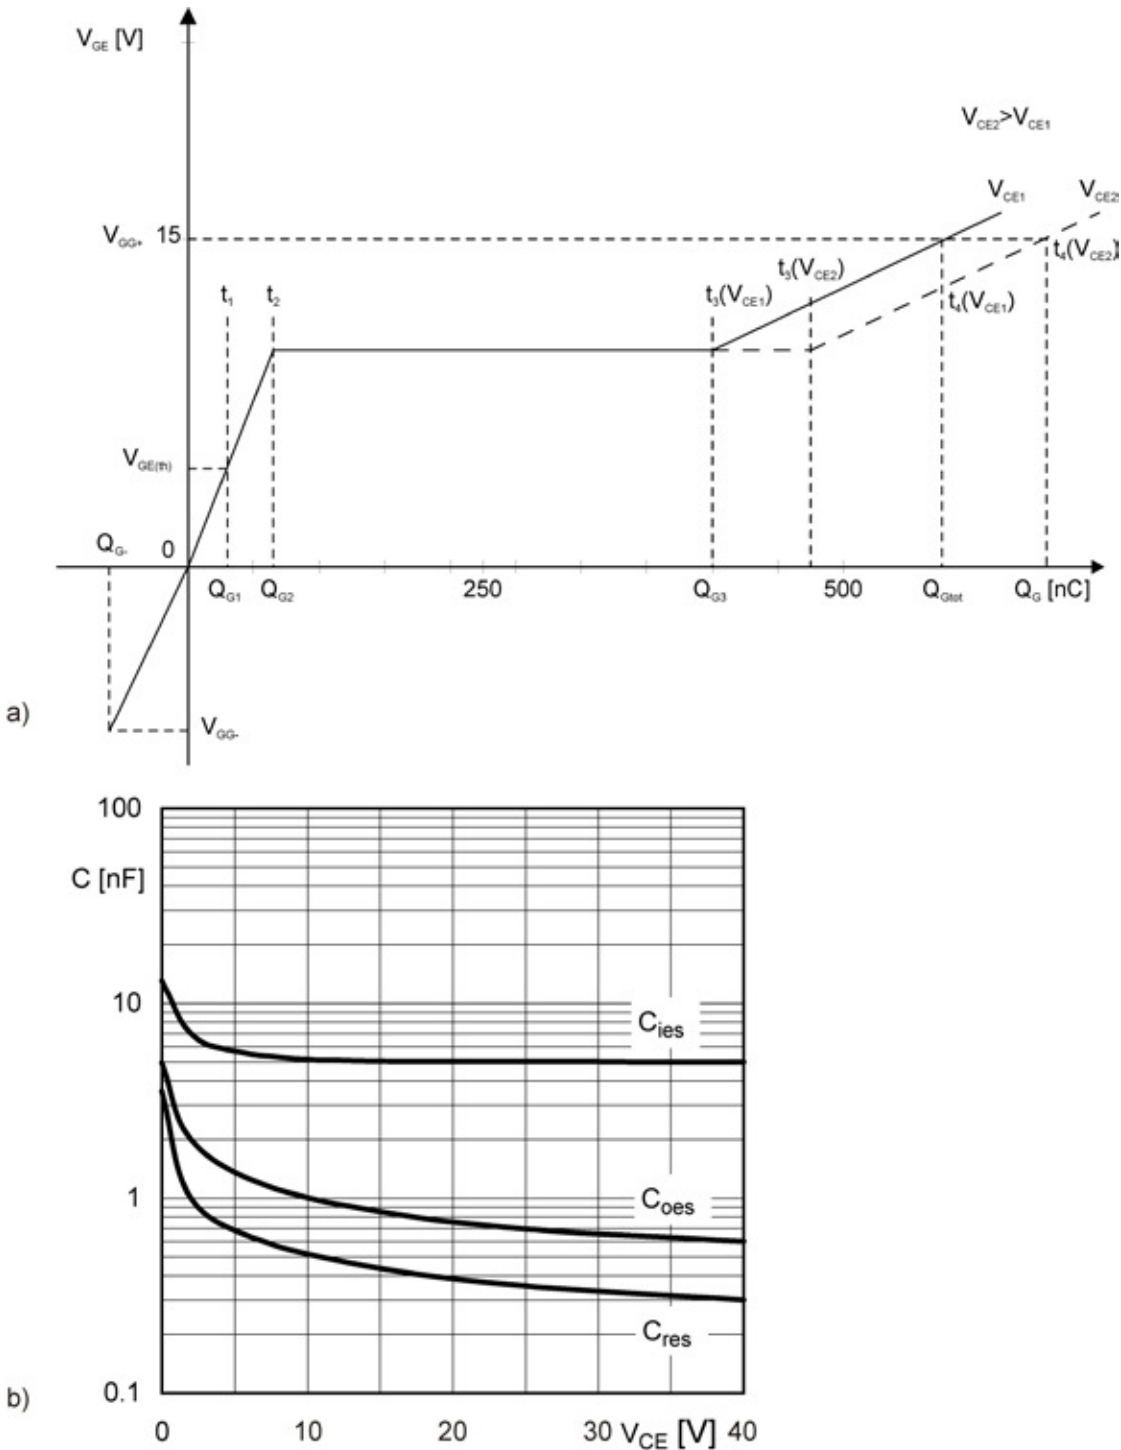 V_GE [V]
V_CE2>V_CE1
V_CE1 V_CE2
V_GG+ 15
t_4(V_CE2)
t_3(V_CE2)
t_1 t_2 t_3(V_CE1) t_4(V_CE1)
V_GE(th)
Q_G- 0
Q_G1 Q_G2 250 Q_G3 500 Q_Gtot Q_G [nC]
a) V_GG-
100
C [nF]
10
C_ies
1
C_oes
C_res
0.1
b)
0 10 20 30 V_CE [V] 40